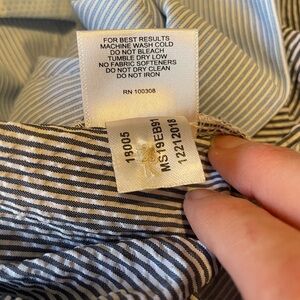 FOR BEST RESULTS
MACHINE WASH COLD
DO NOT BLEACH
TUMBLE DRY LOW
NO FABRIC SOFTENERS
DO NOT DRY CLEAN
DO NOT IRON
RN 100308
18005
MS19EB91
12212018